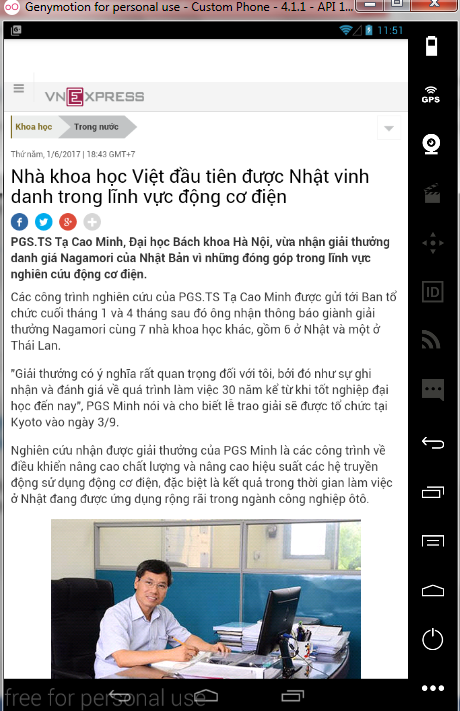 Genymotion for personal use - Custom Phone - 4.1.1 - API 1...
11:51
VNEXPRESS
Khoa học
Trong nước
Thứ năm, 1/6/2017 | 18:43 GMT+7
Nhà khoa học Việt đầu tiên được Nhật vinh
danh trong lĩnh vực động cơ điện
PGS.TS Tạ Cao Minh, Đại học Bách khoa Hà Nội, vừa nhận giải thưởng
danh giá Nagamori của Nhật Bản vì những đóng góp trong lĩnh vực
nghiên cứu động cơ điện.
Các công trình nghiên cứu của PGS.TS Tạ Cao Minh được gửi tới Ban tổ
chức cuối tháng 1 và 4 tháng sau đó ông nhận thông báo giành giải
thưởng Nagamori cùng 7 nhà khoa học khác, gồm 6 ở Nhật và một ở
Thái Lan.
"Giải thưởng có ý nghĩa rất quan trọng đối với tôi, bởi đó như sự ghi
nhận và đánh giá về quá trình làm việc 30 năm kể từ khi tốt nghiệp đại
học đến nay", PGS Minh nói và cho biết lễ trao giải sẽ được tổ chức tại
Kyoto vào ngày 3/9.
Nghiên cứu nhận được giải thưởng của PGS Minh là các công trình về
điều khiển nâng cao chất lượng và nâng cao hiệu suất các hệ truyền
động sử dụng động cơ điện, đặc biệt là kết quả trong thời gian làm việc
ở Nhật đang được ứng dụng rộng rãi trong ngành công nghiệp ôtô.
free for personal use
GPS
ID